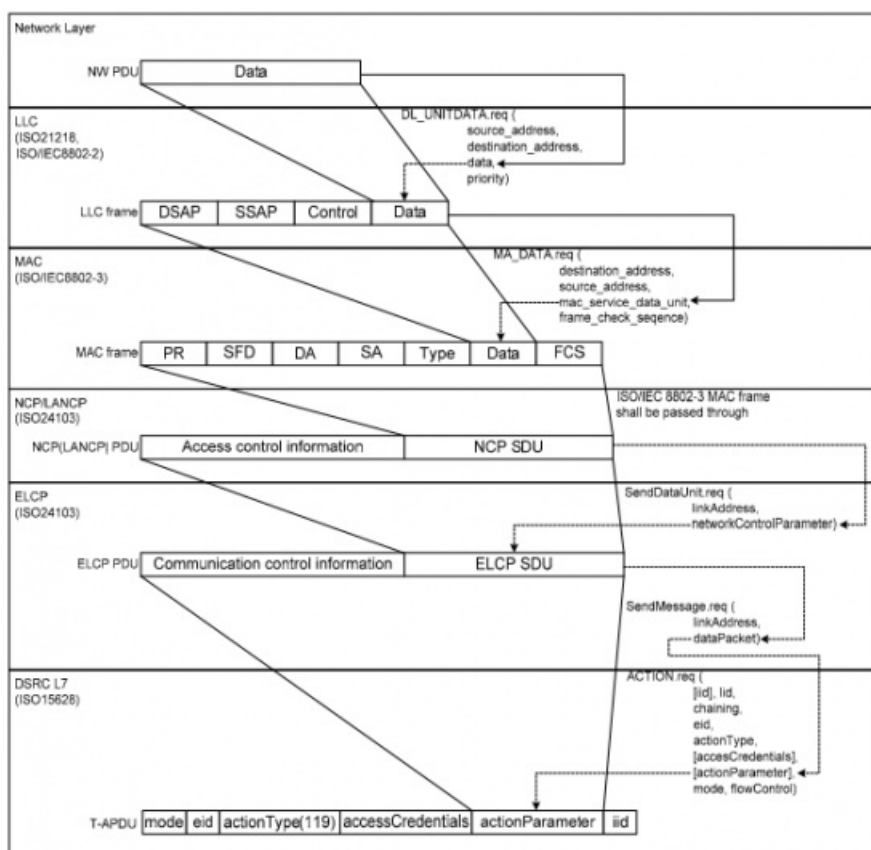 Network Layer
NW PDU
Data
LLC
(ISO21218,
ISO/IEC8802-2)
DL_UNITDATA.req (
source_address,
destination_address,
data,
priority)
LLC frame
DSAP
SSAP
Control
Data
MAC
(ISO/IEC8802-3)
MA_DATA.req (
destination_address,
source_address,
mac_service_data_unit,
frame_check_seqence)
MAC frame
PR
SFD
DA
SA
Type
Data
FCS
NCP/LANCP
(ISO24103)
ISO/IEC 8802-3 MAC frame
shall be passed through
NCP(LANCP) PDU
Access control information
NCP SDU
ELCP
(ISO24103)
SendDataUnit.req (
linkAddress,
networkControlParameter)
ELCP PDU
Communication control information
ELCP SDU
SendMessage.req (
linkAddress,
dataPacket)
DSRC L7
(ISO15628)
ACTION.req (
[iid], lid,
chaining,
eid,
actionType,
[accesCredentials],
[actionParameter],
mode, flowControl)
T-APDU
mode
eid
actionType(119)
accessCredentials
actionParameter
iid